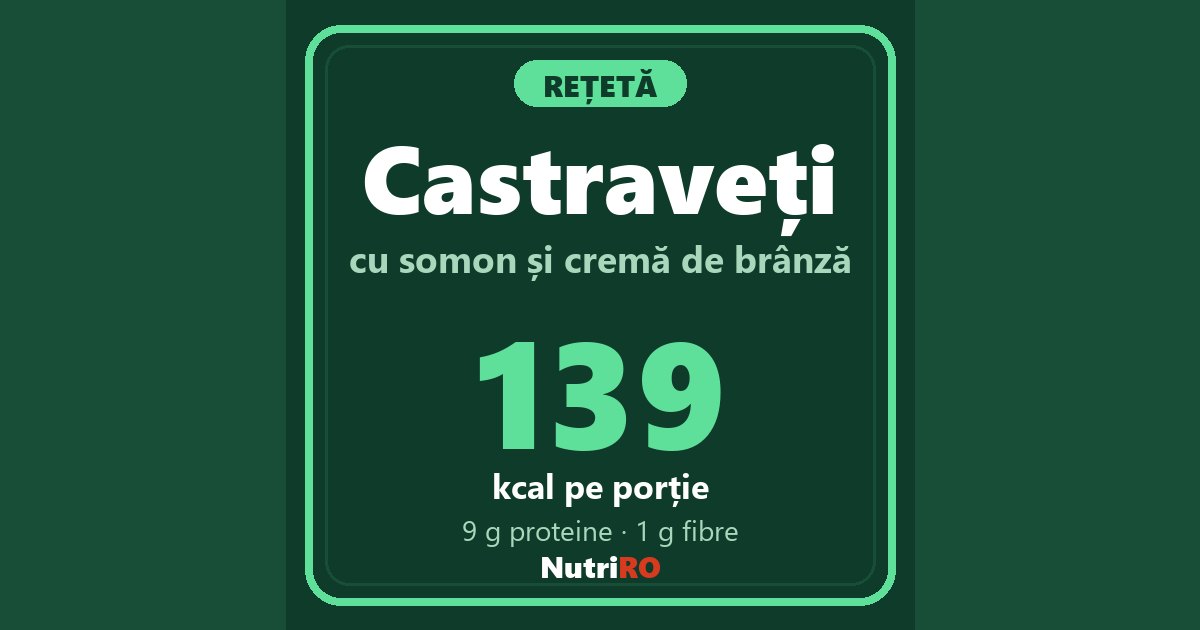 REȚETĂ
Castraveți
cu somon și cremă de brânză
139
kcal pe porție
9 g proteine · 1 g fibre
NutriRO